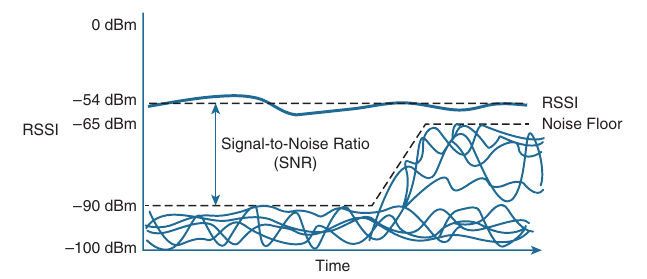 0 dBm
−54 dBm
RSSI
RSSI
−65 dBm
Noise Floor
Signal-to-Noise Ratio
(SNR)
−90 dBm
−100 dBm
Time